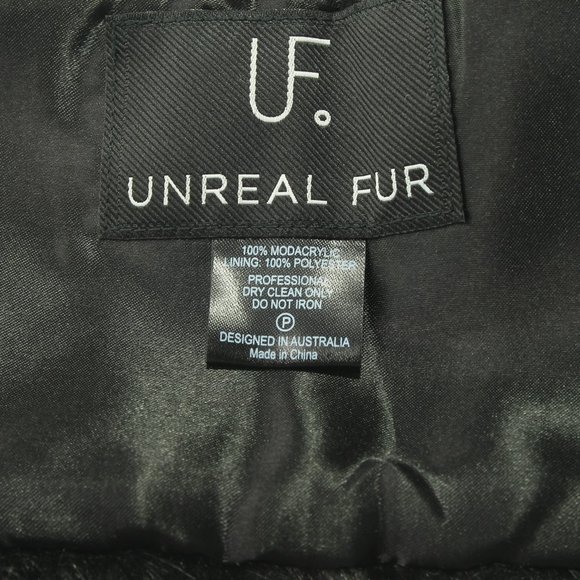 UF.
UNREAL FUR
100% MODACRYLIC
LINING: 100% POLYESTER
PROFESSIONAL
DRY CLEAN ONLY
DO NOT IRON
P
DESIGNED IN AUSTRALIA
Made in China